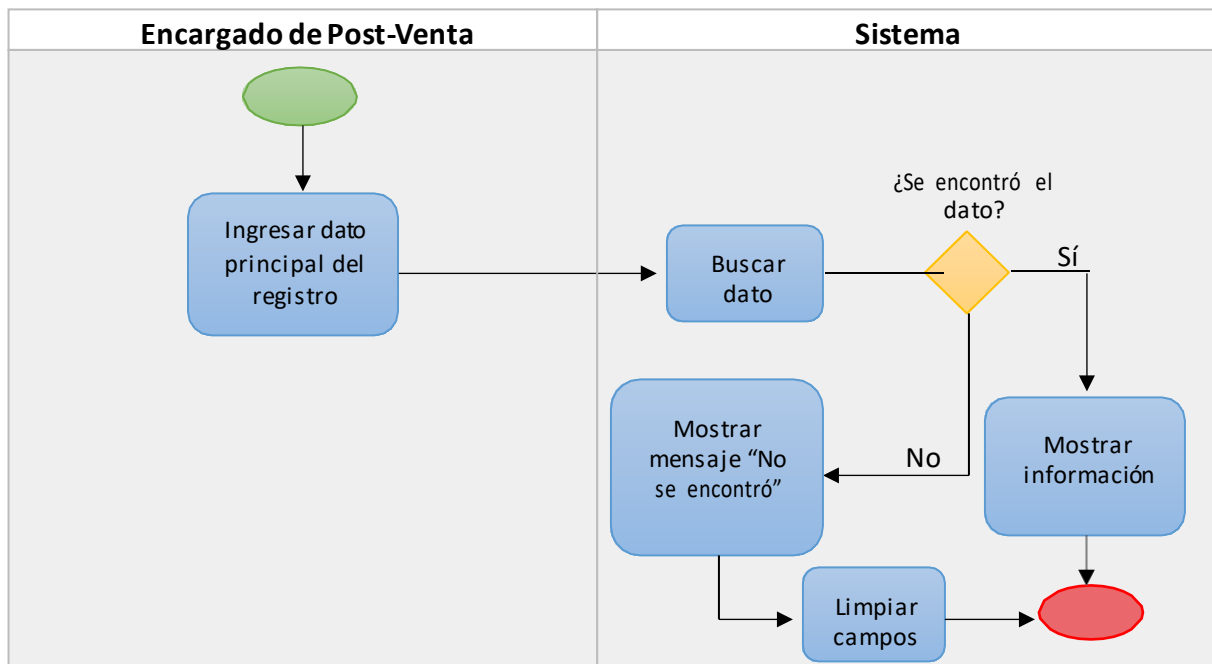 Encargado de Post-Venta
Sistema
Ingresar dato
principal del
registro
Buscar
dato
¿Se encontró el
dato?
Sí
No
Mostrar
mensaje “No
se encontró”
Mostrar
información
Limpiar
campos